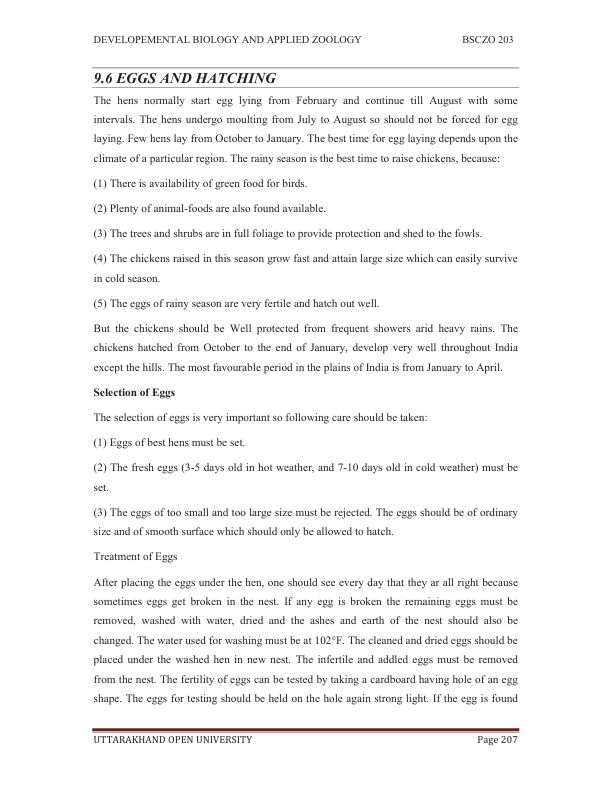 DEVELOPEMENTAL BIOLOGY AND APPLIED ZOOLOGY BSCZO 203
9.6 EGGS AND HATCHING
The hens normally start egg lying from February and continue till August with some
intervals. The hens undergo moulting from July to August so should not be forced for egg
laying. Few hens lay from October to January. The best time for egg laying depends upon the
climate of a particular region. The rainy season is the best time to raise chickens, because:
(1) There is availability of green food for birds.
(2) Plenty of animal-foods are also found available.
(3) The trees and shrubs are in full foliage to provide protection and shed to the fowls.
(4) The chickens raised in this season grow fast and attain large size which can easily survive
in cold season.
(5) The eggs of rainy season are very fertile and hatch out well.
But the chickens should be Well protected from frequent showers arid heavy rains. The
chickens hatched from October to the end of January, develop very well throughout India
except the hills. The most favourable period in the plains of India is from January to April.
Selection of Eggs
The selection of eggs is very important so following care should be taken:
(1) Eggs of best hens must be set.
(2) The fresh eggs (3-5 days old in hot weather, and 7-10 days old in cold weather) must be
set.
(3) The eggs of too small and too large size must be rejected. The eggs should be of ordinary
size and of smooth surface which should only be allowed to hatch.
Treatment of Eggs
After placing the eggs under the hen, one should see every day that they ar all right because
sometimes eggs get broken in the nest. If any egg is broken the remaining eggs must be
removed, washed with water, dried and the ashes and earth of the nest should also be
changed. The water used for washing must be at 102°F. The cleaned and dried eggs should be
placed under the washed hen in new nest. The infertile and addled eggs must be removed
from the nest. The fertility of eggs can be tested by taking a cardboard having hole of an egg
shape. The eggs for testing should be held on the hole again strong light. If the egg is found
UTTARAKHAND OPEN UNIVERSITY Page 207